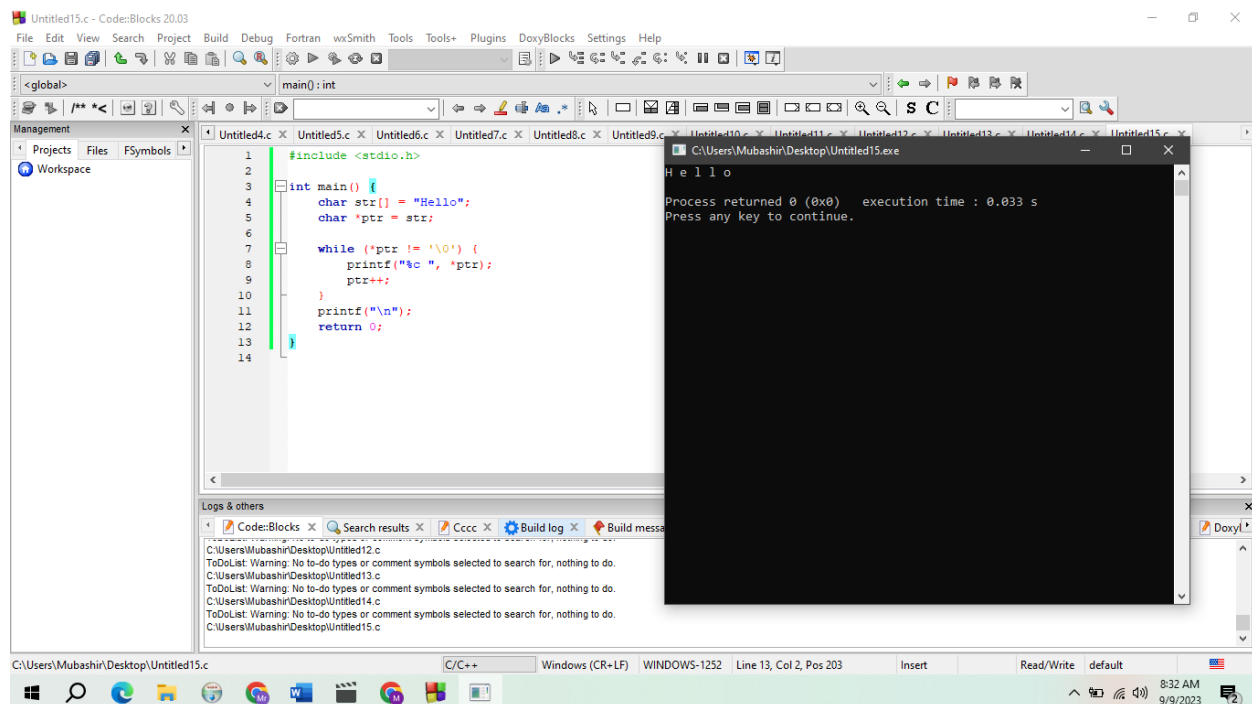 Untitled15.c - Code::Blocks 20.03
File Edit View Search Project Build Debug Fortran wxSmith Tools Tools+ Plugins DoxyBlocks Settings Help
<global> main() : int
/** *< Aa .* S C
Management
Projects Files FSymbols
Workspace
Untitled4.c Untitled5.c Untitled6.c Untitled7.c Untitled8.c Untitled9.c Untitled10.c Untitled11.c Untitled12.c Untitled13.c Untitled14.c Untitled15.c
1 #include <stdio.h>
2
3 int main() {
4 char str[] = "Hello";
5 char *ptr = str;
6
7 while (*ptr != '\0') {
8 printf("%c ", *ptr);
9 ptr++;
10 }
11 printf("\n");
12 return 0;
13 }
14
C:\Users\Mubashir\Desktop\Untitled15.exe
H e l l o
Process returned 0 (0x0) execution time : 0.033 s
Press any key to continue.
Logs & others
Code::Blocks Search results Cccc Build log Build messa Doxyl
C:\Users\Mubashir\Desktop\Untitled12.c
ToDoList: Warning: No to-do types or comment symbols selected to search for, nothing to do.
C:\Users\Mubashir\Desktop\Untitled13.c
ToDoList: Warning: No to-do types or comment symbols selected to search for, nothing to do.
C:\Users\Mubashir\Desktop\Untitled14.c
ToDoList: Warning: No to-do types or comment symbols selected to search for, nothing to do.
C:\Users\Mubashir\Desktop\Untitled15.c
C:\Users\Mubashir\Desktop\Untitled15.c C/C++ Windows (CR+LF) WINDOWS-1252 Line 13, Col 2, Pos 203 Insert Read/Write default
8:32 AM
9/9/2023
2